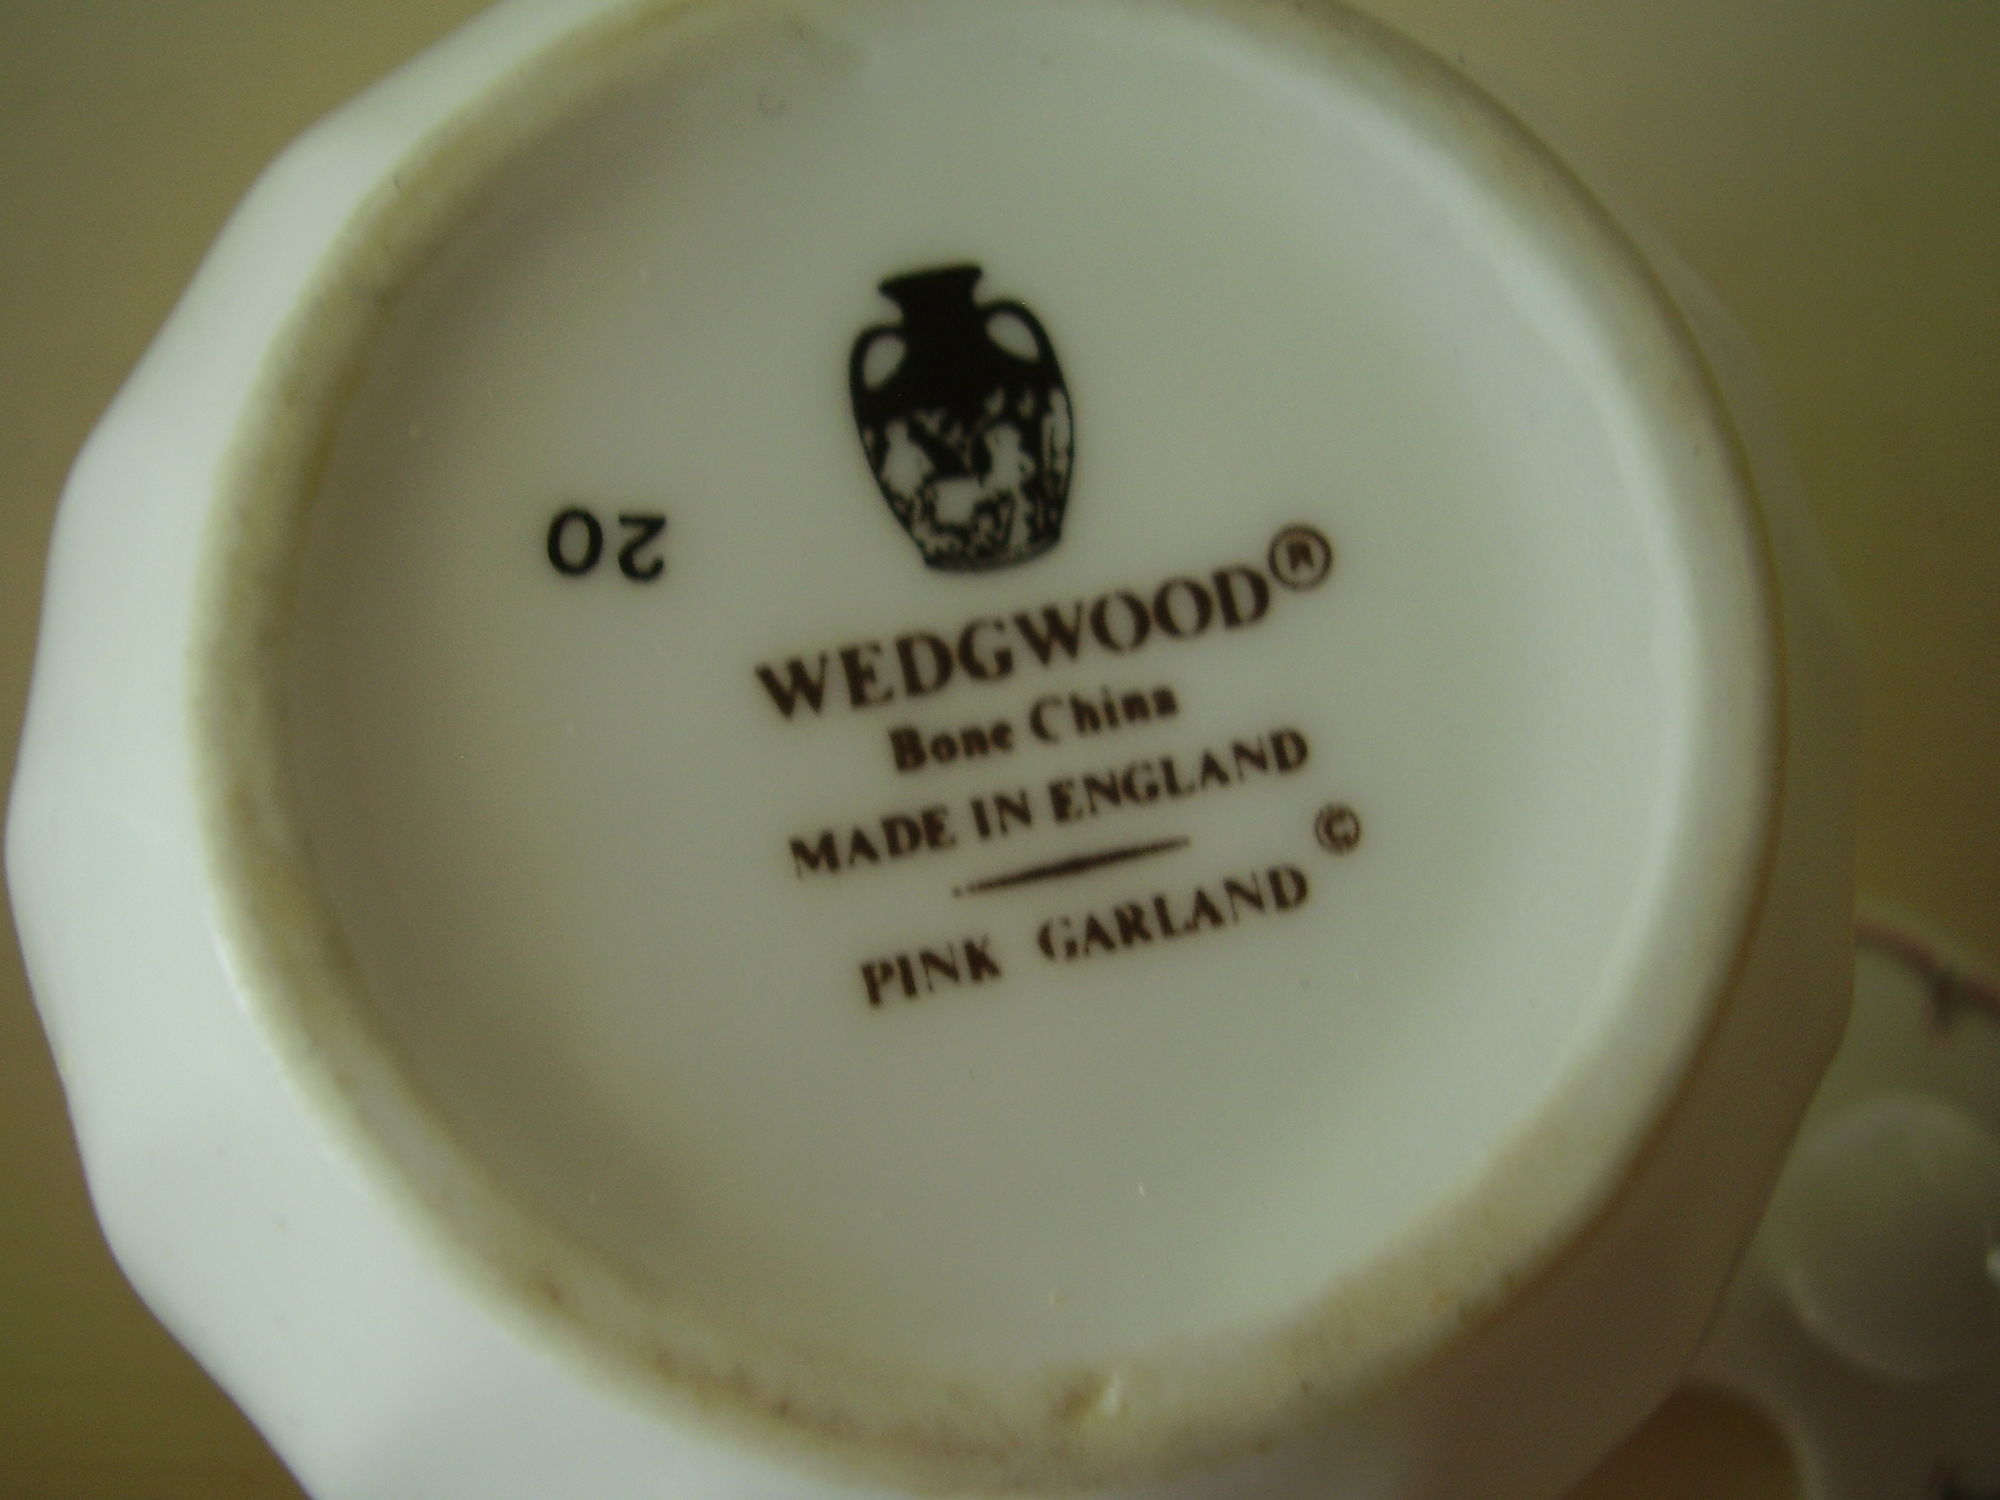 20
WEDGWOOD®
Bone China
MADE IN ENGLAND
PINK GARLAND ©